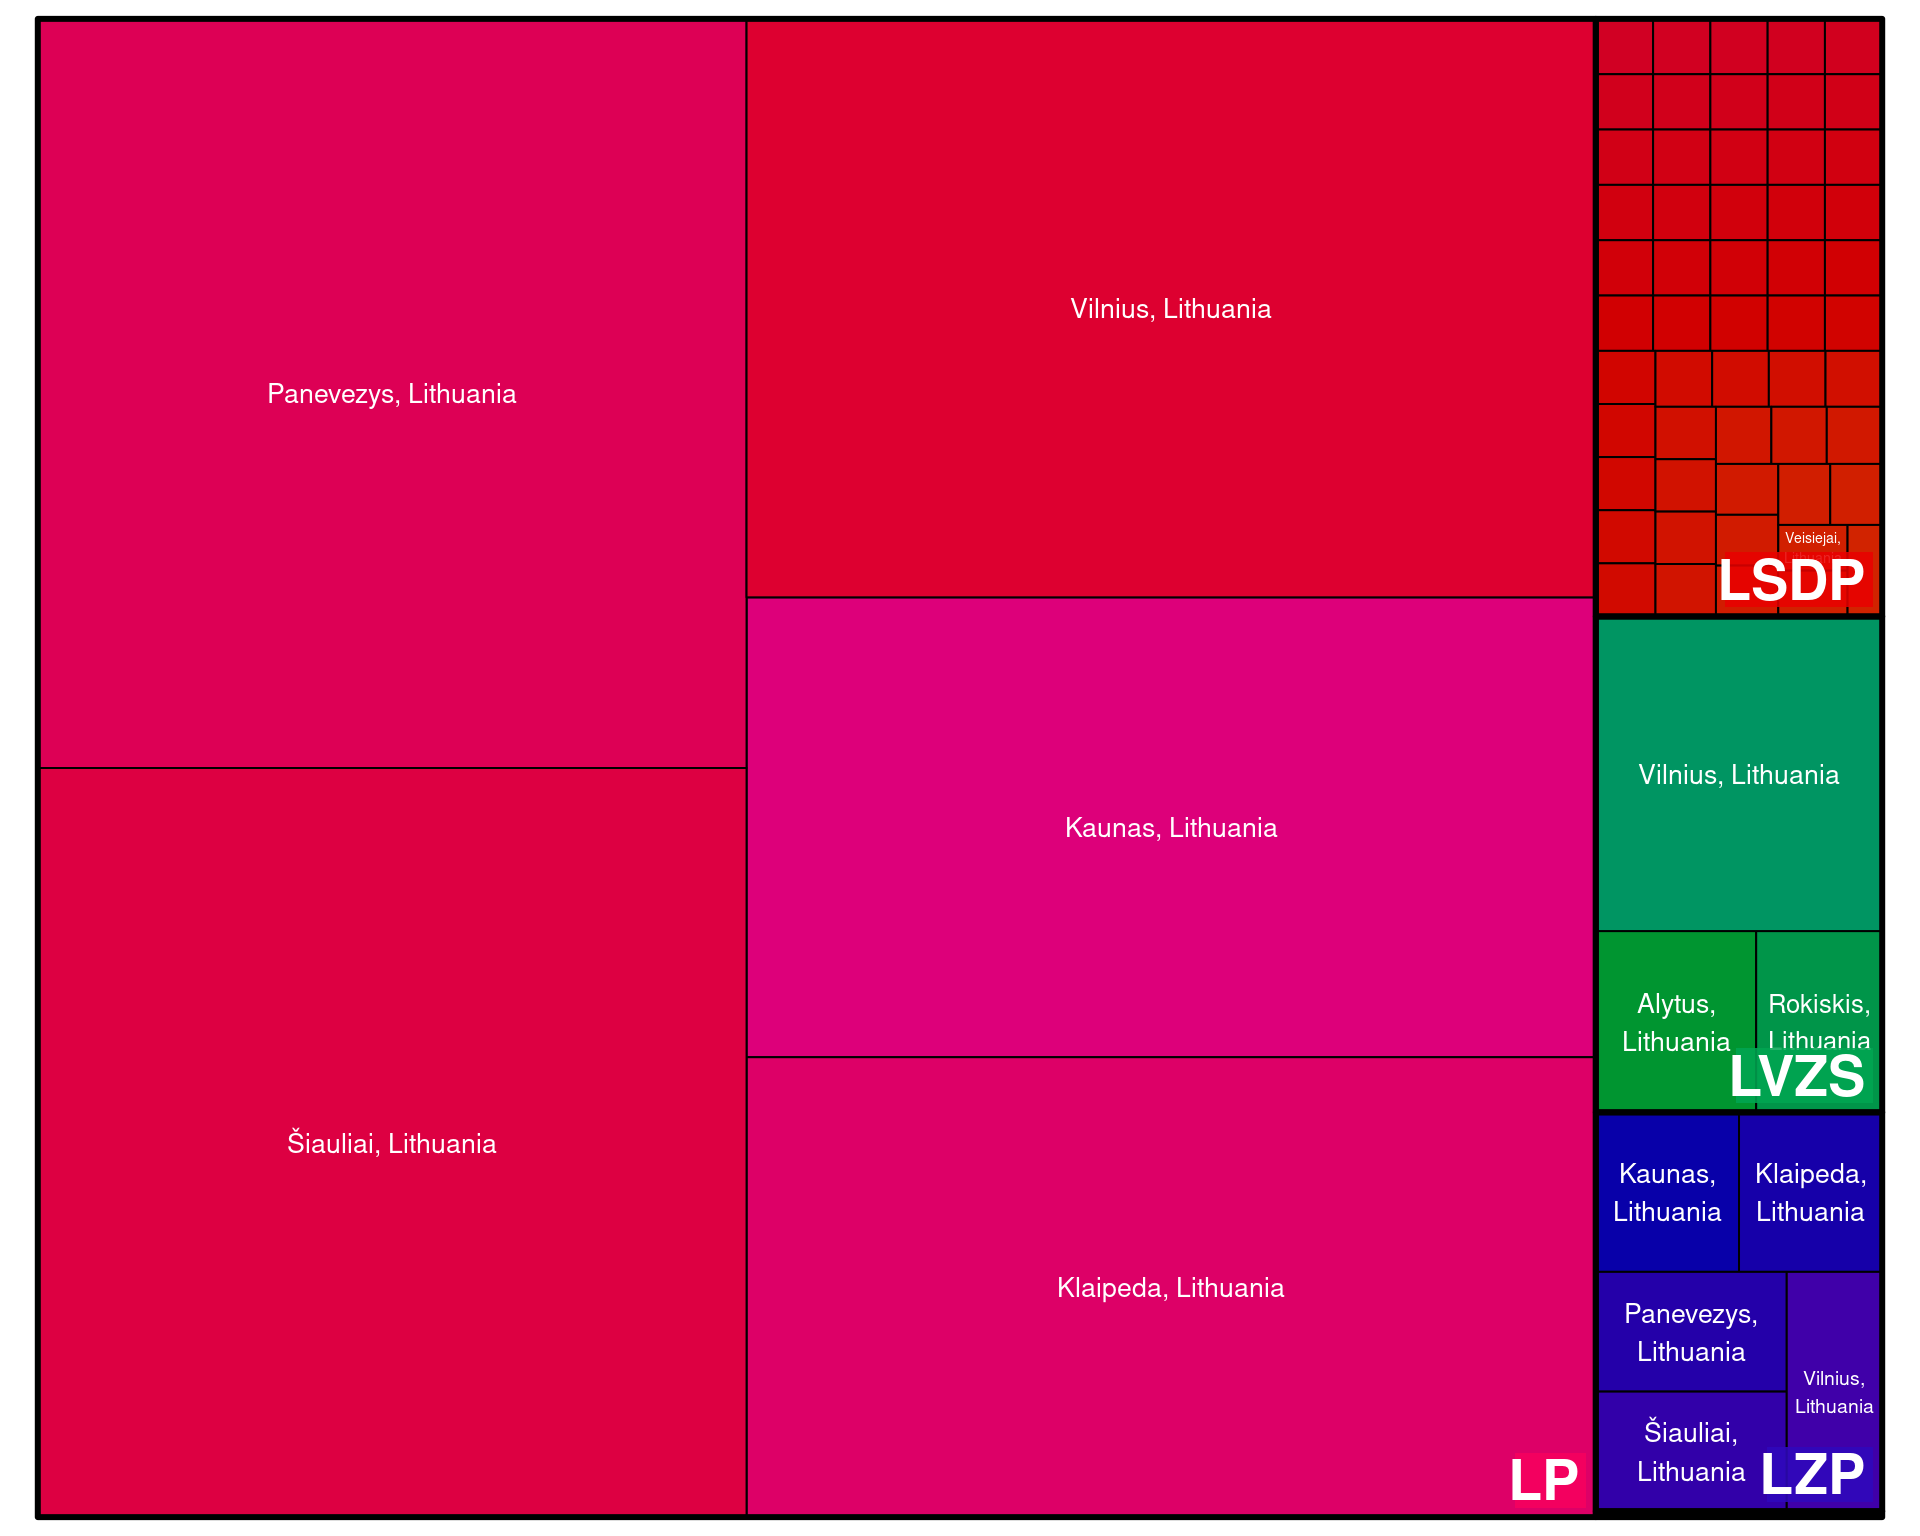 Panevezys, Lithuania
Šiauliai, Lithuania
Vilnius, Lithuania
Kaunas, Lithuania
Klaipeda, Lithuania
LP
Veisiejai,
Lithuania
LSDP
Vilnius, Lithuania
Alytus,
Lithuania
Rokiskis,
Lithuania
LVZS
Kaunas,
Lithuania
Klaipeda,
Lithuania
Panevezys,
Lithuania
Šiauliai,
Lithuania
Vilnius,
Lithuania
LZP